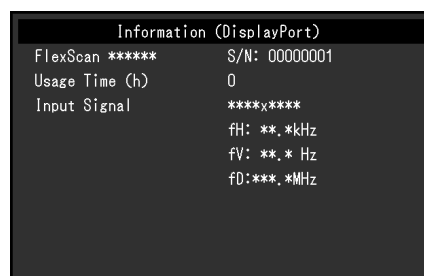 Information (DisplayPort)
FlexScan ****** S/N: 00000001
Usage Time (h) 0
Input Signal ****x****
fH: **.*kHz
fV: **.* Hz
fD:***.*MHz